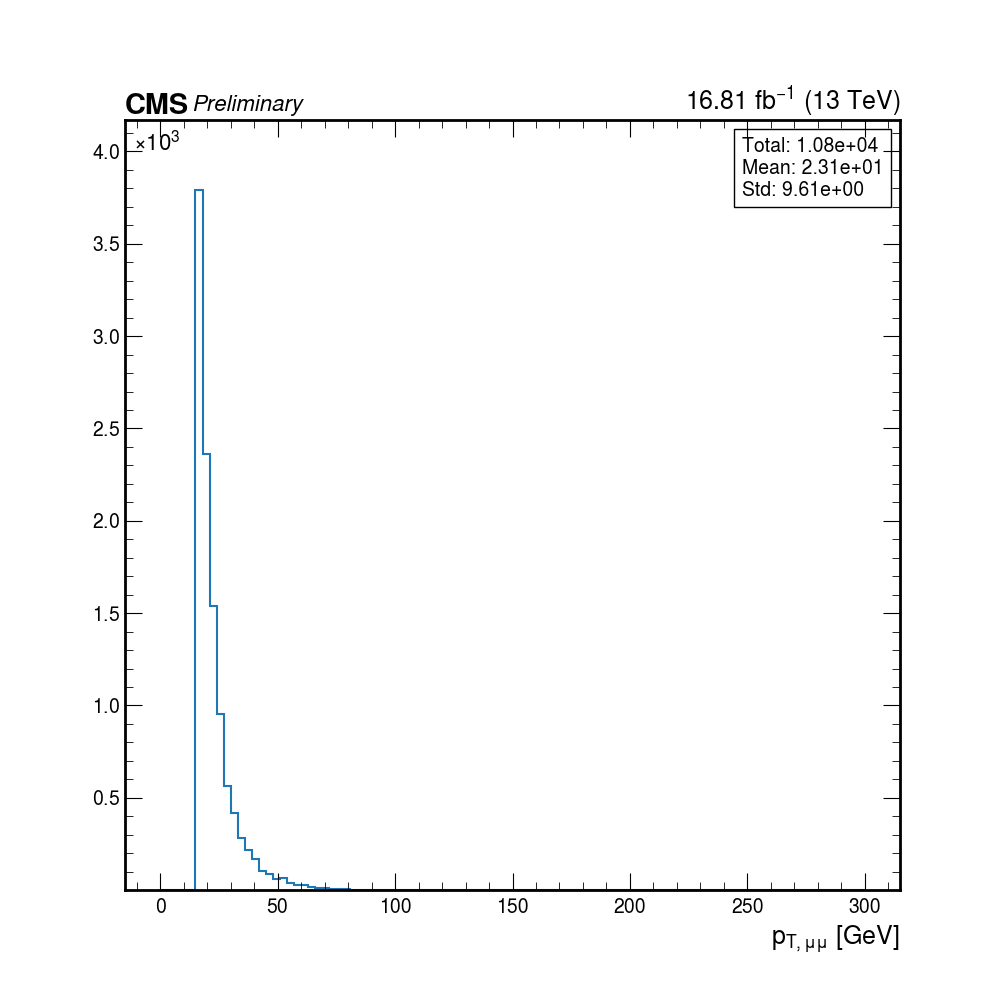 CMS Preliminary
16.81 fb⁻¹ (13 TeV)
×10³
Total: 1.08e+04
Mean: 2.31e+01
Std: 9.61e+00
4.0
3.5
3.0
2.5
2.0
1.5
1.0
0.5
0 50 100 150 200 250 300
p_{T, μμ} [GeV]